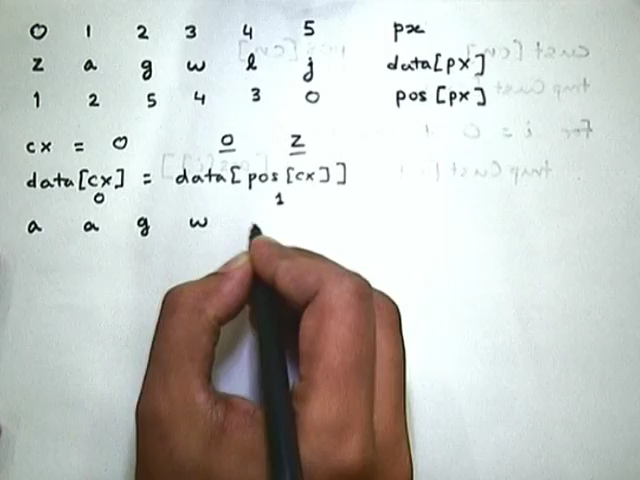 0 1 2 3 4 5 px
z a g w l j data[px]
1 2 5 4 3 0 pos[px]
cx = 0 0 z
data[cx] = data[pos[cx]]
0 1
a a g w